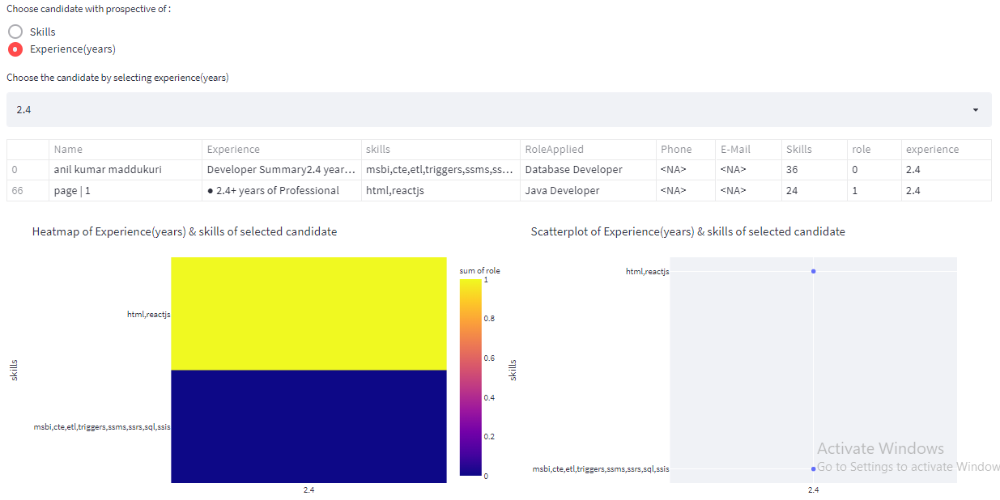 Choose candidate with prospective of :
Skills
Experience(years)
Choose the candidate by selecting experience(years)
2.4
Name Experience skills RoleApplied Phone E-Mail Skills role experience
0 anil kumar maddukuri Developer Summary2.4 year... msbi,cte,etl,triggers,ssms,ss... Database Developer <NA> <NA> 36 0 2.4
66 page | 1 ● 2.4+ years of Professional html,reactjs Java Developer <NA> <NA> 24 1 2.4
Heatmap of Experience(years) & skills of selected candidate
sum of role
1
0.8
0.6
0.4
0.2
0
html,reactjs
skills
msbi,cte,etl,triggers,ssms,ssrs,sql,ssis
2.4
Scatterplot of Experience(years) & skills of selected candidate
html,reactjs
skills
msbi,cte,etl,triggers,ssms,ssrs,sql,ssis
2.4
Activate Windows
Go to Settings to activate Window